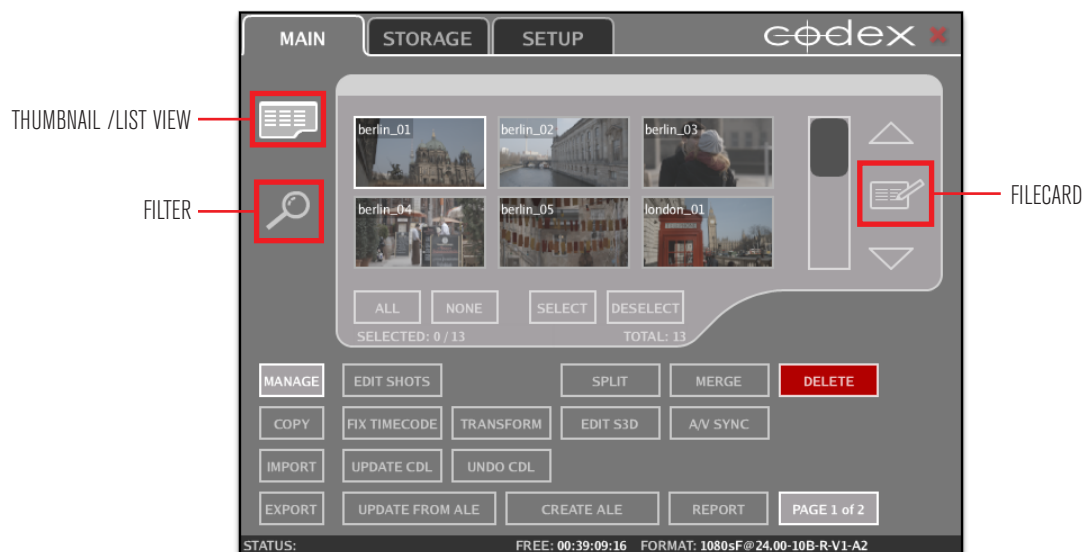 MAIN
STORAGE
SETUP
codex
THUMBNAIL /LIST VIEW
FILTER
FILECARD
berlin_01
berlin_02
berlin_03
berlin_04
berlin_05
london_01
ALL
NONE
SELECT
DESELECT
SELECTED: 0 / 13
TOTAL: 13
MANAGE
EDIT SHOTS
SPLIT
MERGE
DELETE
COPY
FIX TIMECODE
TRANSFORM
EDIT S3D
A/V SYNC
IMPORT
UPDATE CDL
UNDO CDL
EXPORT
UPDATE FROM ALE
CREATE ALE
REPORT
PAGE 1 of 2
STATUS:
FREE: 00:39:09:16
FORMAT: 1080sF@24.00-10B-R-V1-A2